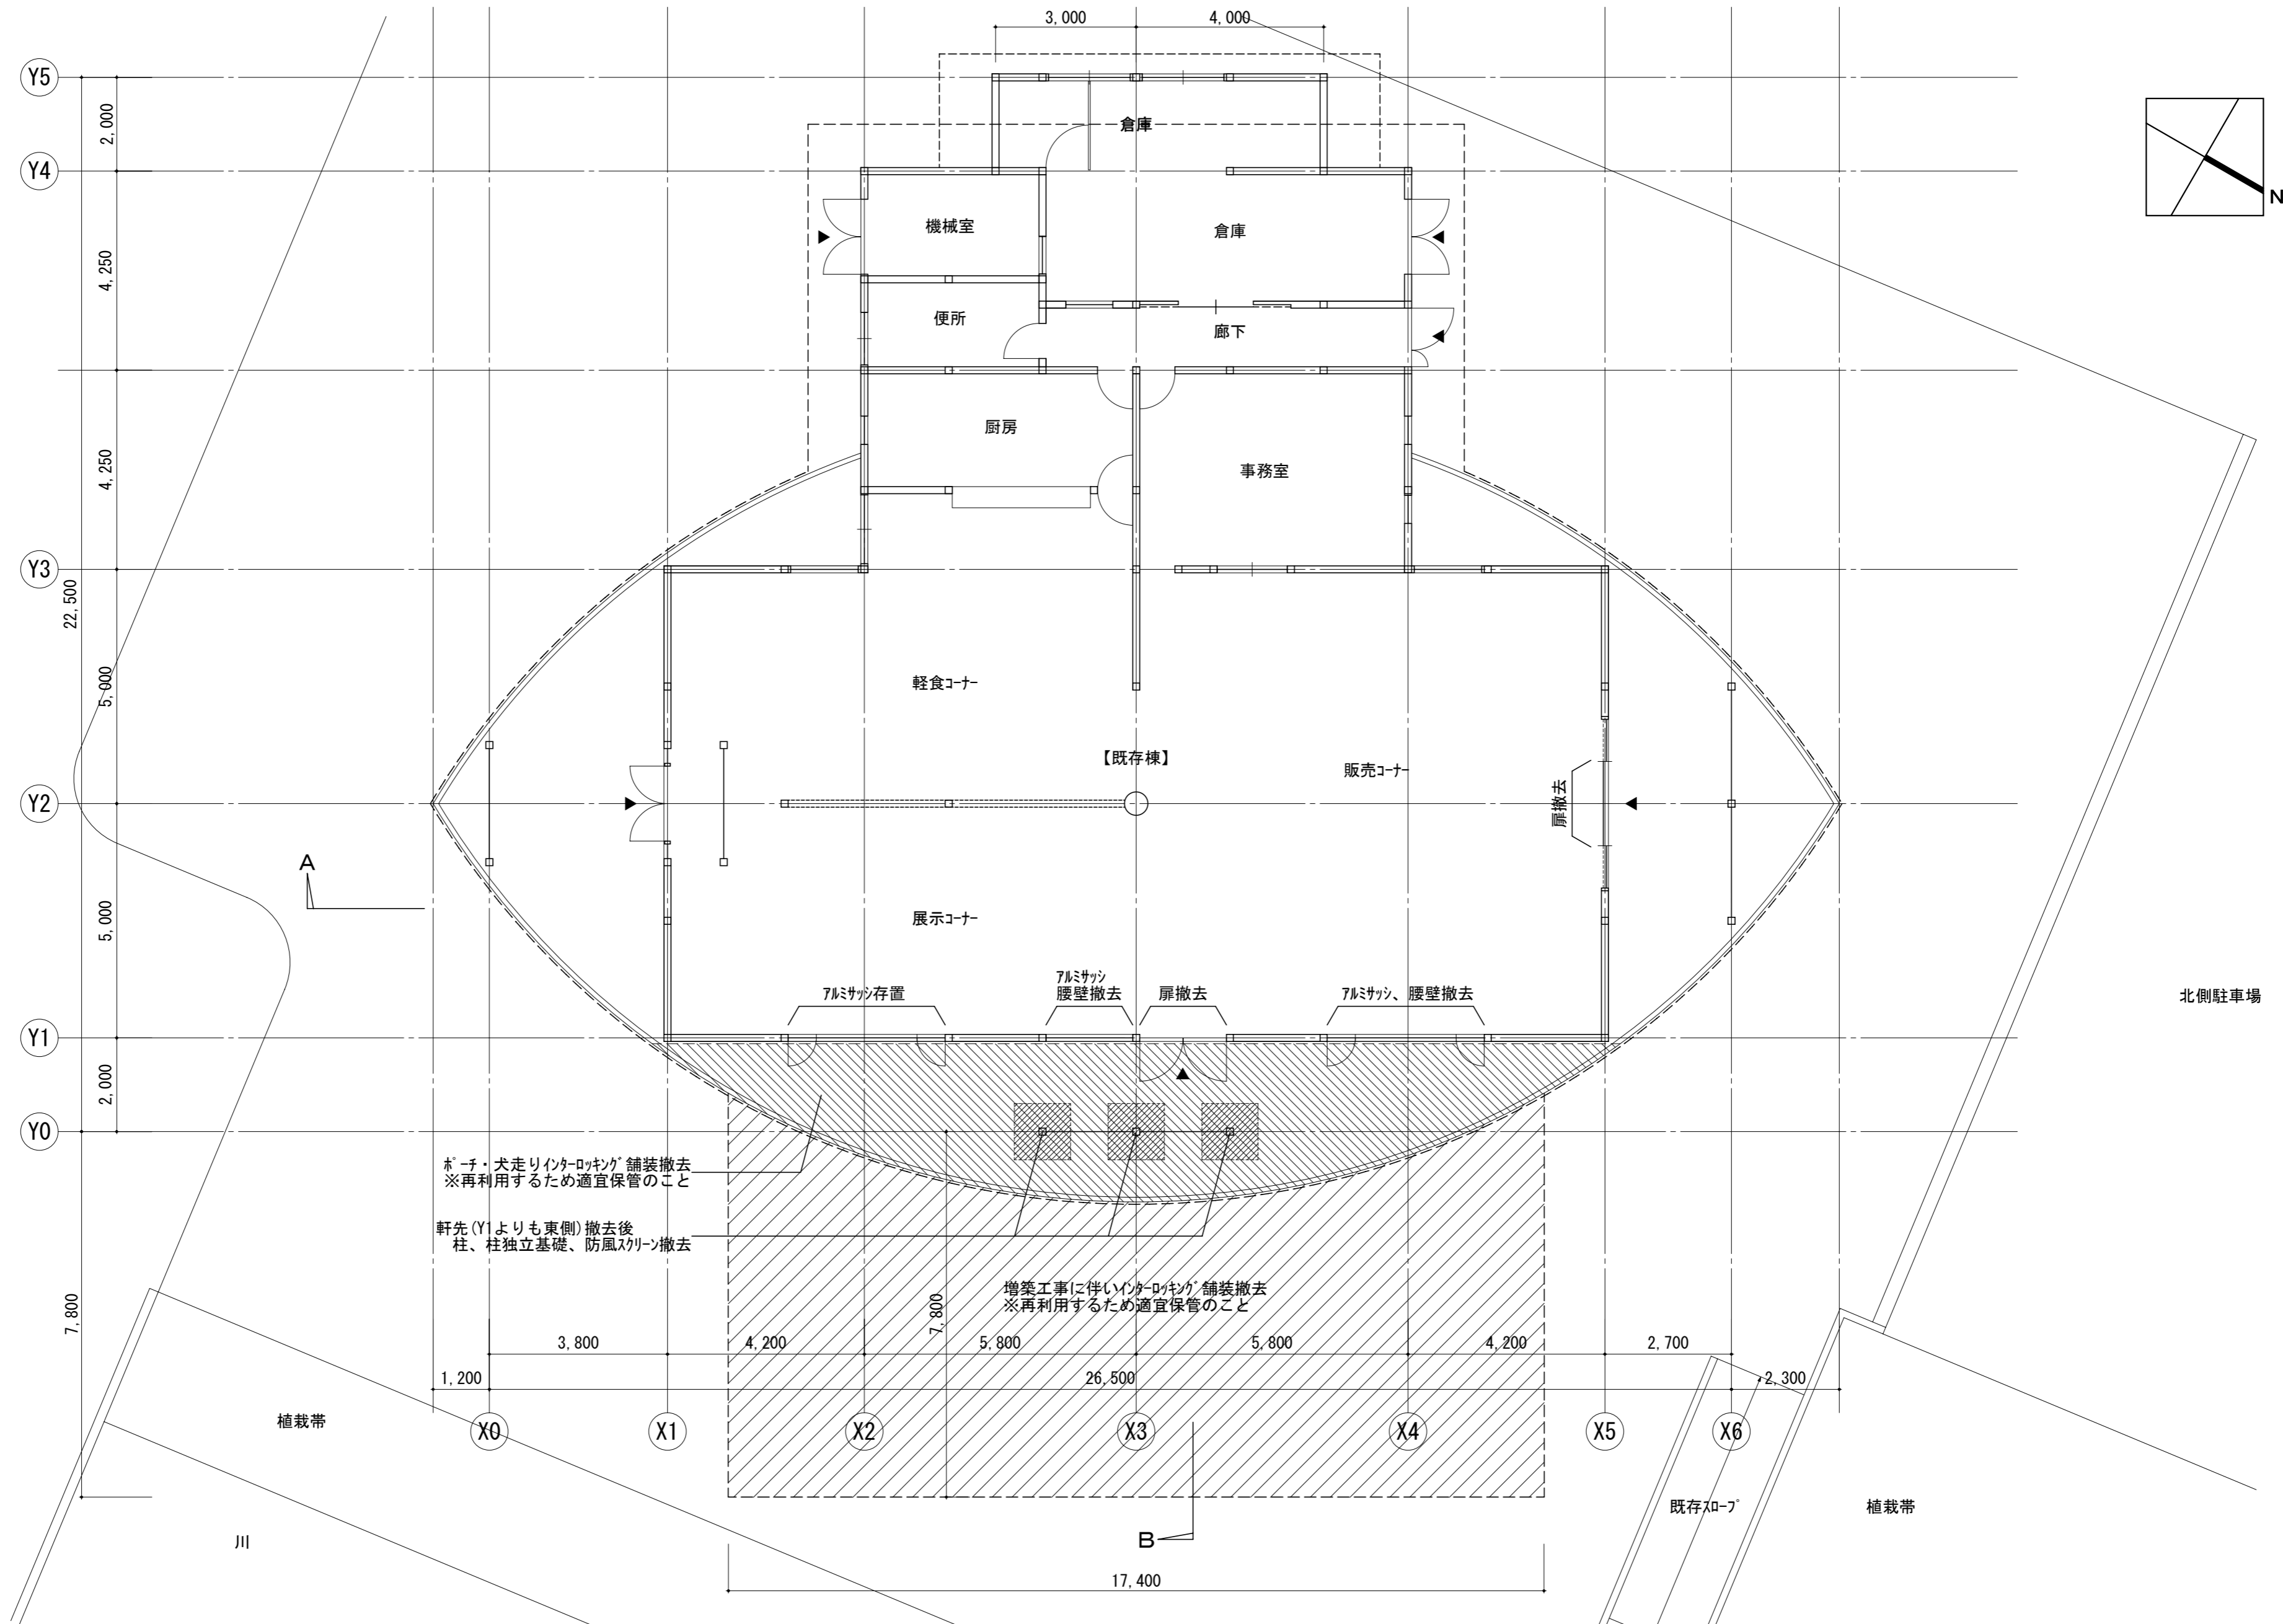 3,000
4,000
Y5
2,000
倉庫
N
Y4
機械室
倉庫
4,250
便所
廊下
厨房
4,250
事務室
Y3
22,500
5,000
軽食コーナー
【既存棟】
販売コーナー
扉撤去
Y2
A
5,000
展示コーナー
アルミサッシ存置
アルミサッシ
腰壁撤去
扉撤去
アルミサッシ、腰壁撤去
北側駐車場
Y1
2,000
Y0
ポーチ・犬走りインターロッキング舗装撤去
※再利用するため適宜保管のこと
軒先(Y1よりも東側)撤去後
柱、柱独立基礎、防風スクリーン撤去
増築工事に伴いインターロッキング舗装撤去
※再利用するため適宜保管のこと
7,800
7,800
3,800
4,200
5,800
5,800
4,200
2,700
1,200
26,500
2,300
植栽帯
X0
X1
X2
X3
X4
X5
X6
既存スロープ
植栽帯
川
B
17,400